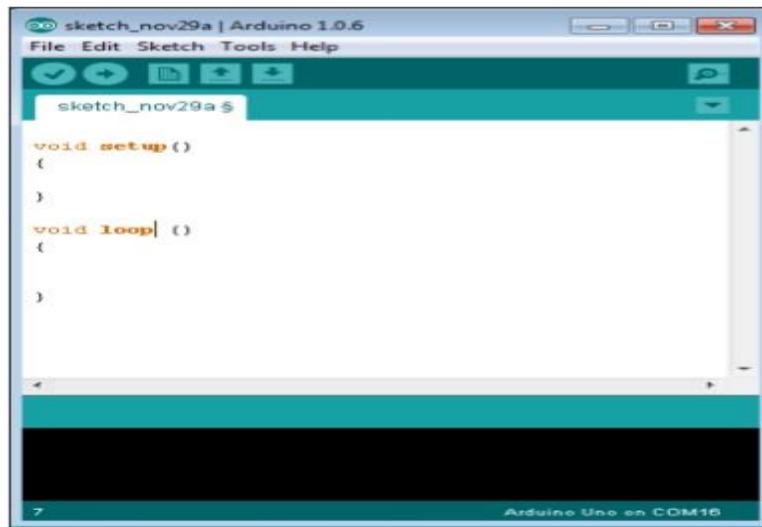 sketch_nov29a | Arduino 1.0.6
File Edit Sketch Tools Help
sketch_nov29a §
void setup()
{
}
void loop ()
{
}
7
Arduino Uno on COM16